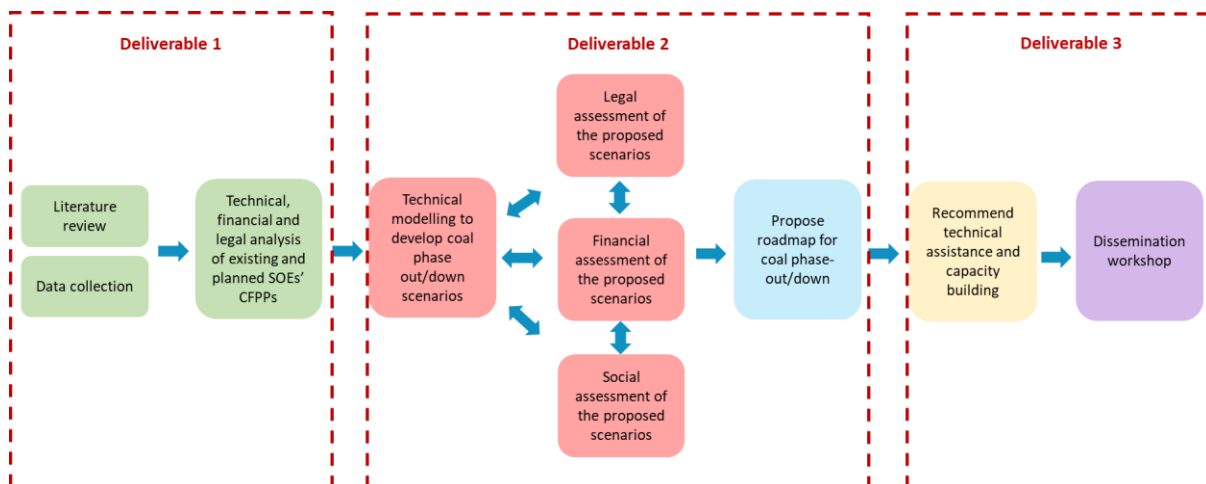 Deliverable 1
Literature
review
Data collection
Technical,
financial and
legal analysis
of existing and
planned SOEs'
CFPPs
Deliverable 2
Technical
modelling to
develop coal
phase
out/down
scenarios
Legal
assessment of
the proposed
scenarios
Financial
assessment of
the proposed
scenarios
Social
assessment of
the proposed
scenarios
Propose
roadmap for
coal phase-
out/down
Deliverable 3
Recommend
technical
assistance and
capacity
building
Dissemination
workshop